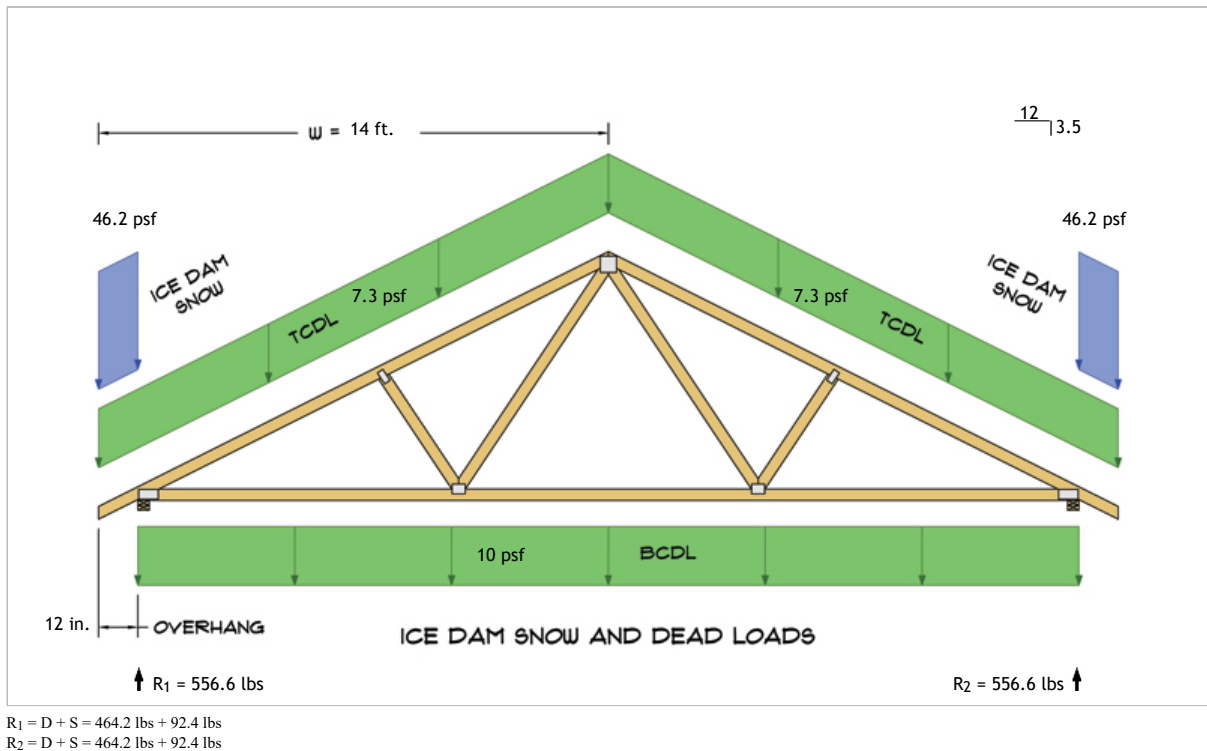 W = 14 ft.
12
3.5
46.2 psf
46.2 psf
ICE DAM
SNOW
ICE DAM
SNOW
7.3 psf
7.3 psf
TCDL
TCDL
10 psf
BCDL
12 in.
OVERHANG
ICE DAM SNOW AND DEAD LOADS
R1 = 556.6 lbs
R2 = 556.6 lbs
R1 = D + S = 464.2 lbs + 92.4 lbs
R2 = D + S = 464.2 lbs + 92.4 lbs